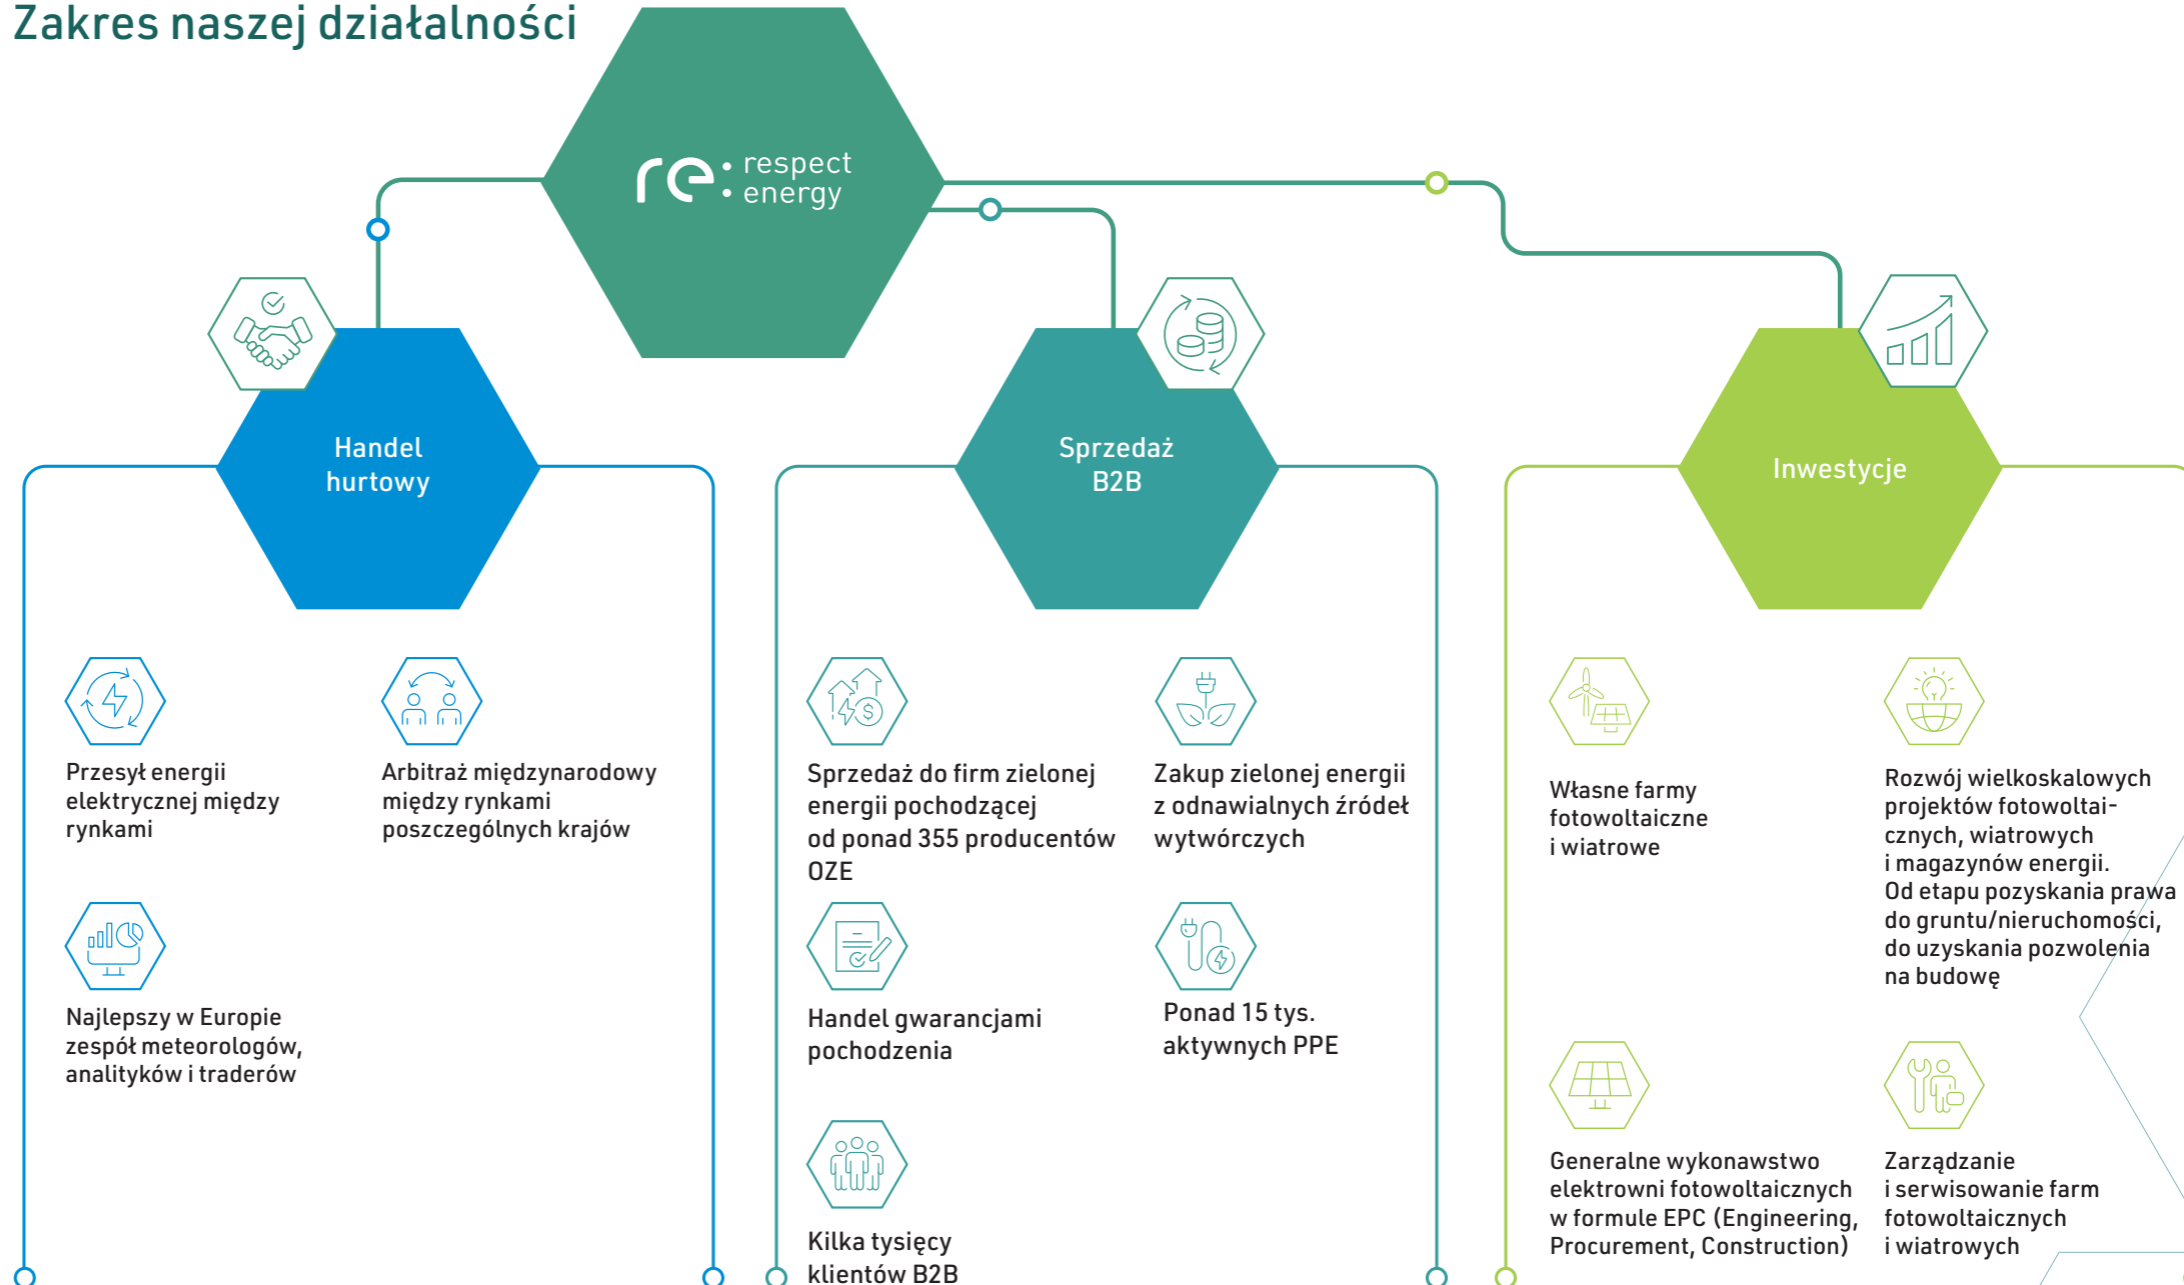 Zakres naszej działalności
re: respect
energy
Handel
hurtowy
Przesył energii
elektrycznej między
rynkami
Arbitraż międzynarodowy
między rynkami
poszczególnych krajów
Najlepszy w Europie
zespół meteorologów,
analityków i traderów
Sprzedaż
B2B
Sprzedaż do firm zielonej
energii pochodzącej
od ponad 355 producentów
OZE
Zakup zielonej energii
z odnawialnych źródeł
wytwórczych
Handel gwarancjami
pochodzenia
Ponad 15 tys.
aktywnych PPE
Kilka tysięcy
klientów B2B
Inwestycje
Własne farmy
fotowoltaiczne
i wiatrowe
Rozwój wielkoskalowych
projektów fotowoltai-
cznych, wiatrowych
i magazynów energii.
Od etapu pozyskania prawa
do gruntu/nieruchomości,
do uzyskania pozwolenia
na budowę
Generalne wykonawstwo
elektrowni fotowoltaicznych
w formule EPC (Engineering,
Procurement, Construction)
Zarządzanie
i serwisowanie farm
fotowoltaicznych
i wiatrowych